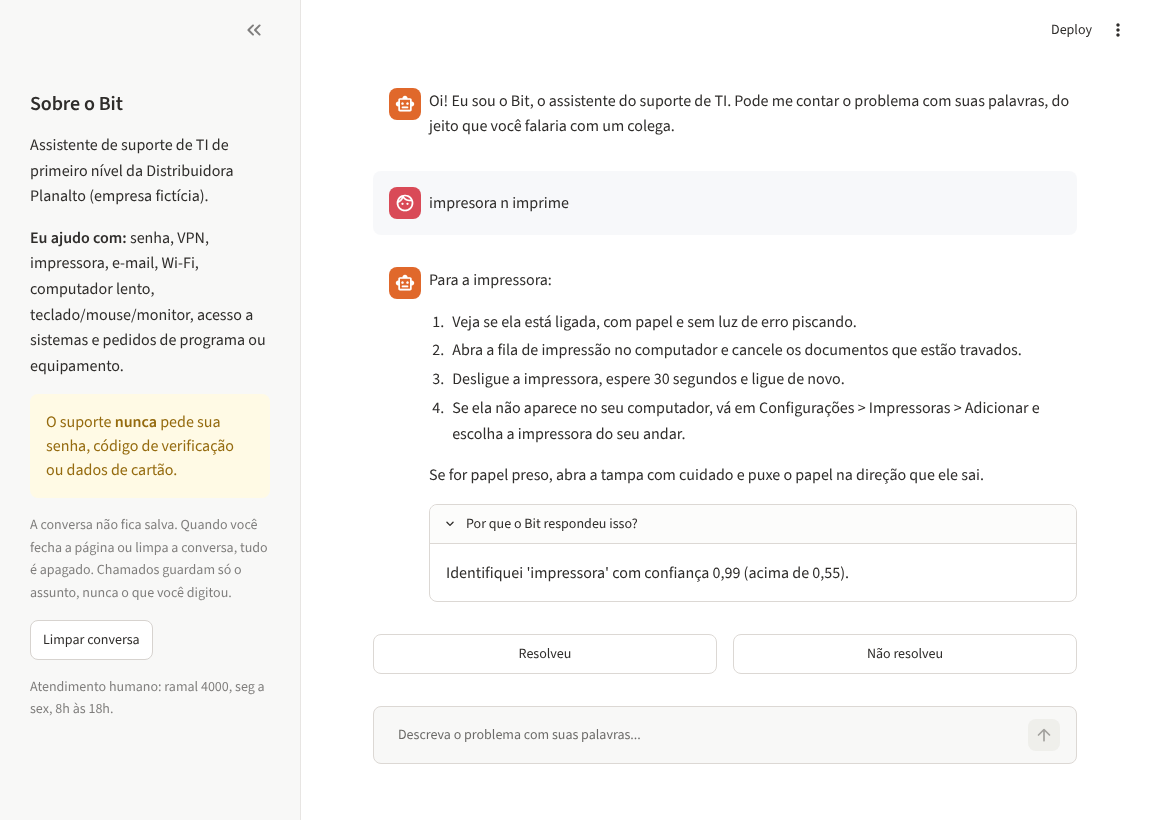 Deploy
Sobre o Bit
Assistente de suporte de TI de
primeiro nível da Distribuidora
Planalto (empresa fictícia).
Eu ajudo com: senha, VPN,
impressora, e-mail, Wi-Fi,
computador lento,
teclado/mouse/monitor, acesso a
sistemas e pedidos de programa ou
equipamento.
O suporte nunca pede sua
senha, código de verificação
ou dados de cartão.
A conversa não fica salva. Quando você
fecha a página ou limpa a conversa, tudo
é apagado. Chamados guardam só o
assunto, nunca o que você digitou.
Limpar conversa
Atendimento humano: ramal 4000, seg a
sex, 8h às 18h.
Oi! Eu sou o Bit, o assistente do suporte de TI. Pode me contar o problema com suas palavras, do
jeito que você falaria com um colega.
impresora n imprime
Para a impressora:
1. Veja se ela está ligada, com papel e sem luz de erro piscando.
2. Abra a fila de impressão no computador e cancele os documentos que estão travados.
3. Desligue a impressora, espere 30 segundos e ligue de novo.
4. Se ela não aparece no seu computador, vá em Configurações > Impressoras > Adicionar e
escolha a impressora do seu andar.
Se for papel preso, abra a tampa com cuidado e puxe o papel na direção que ele sai.
Por que o Bit respondeu isso?
Identifiquei 'impressora' com confiança 0,99 (acima de 0,55).
Resolveu
Não resolveu
Descreva o problema com suas palavras...